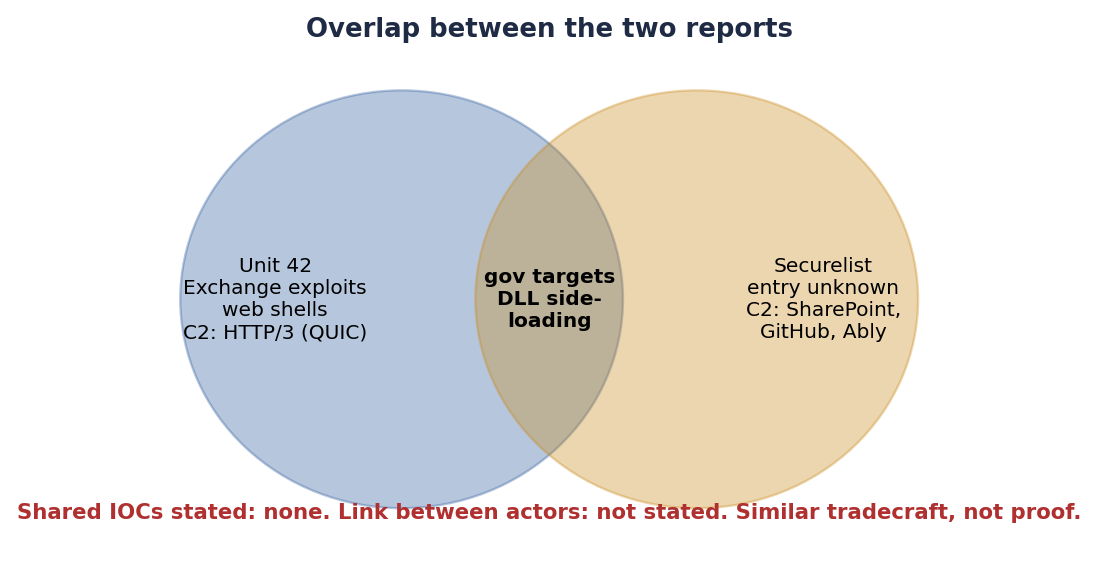 Overlap between the two reports
Unit 42
Exchange exploits
web shells
C2: HTTP/3 (QUIC)
gov targets
DLL side-
loading
Securelist
entry unknown
C2: SharePoint,
GitHub, Ably
Shared IOCs stated: none. Link between actors: not stated. Similar tradecraft, not proof.